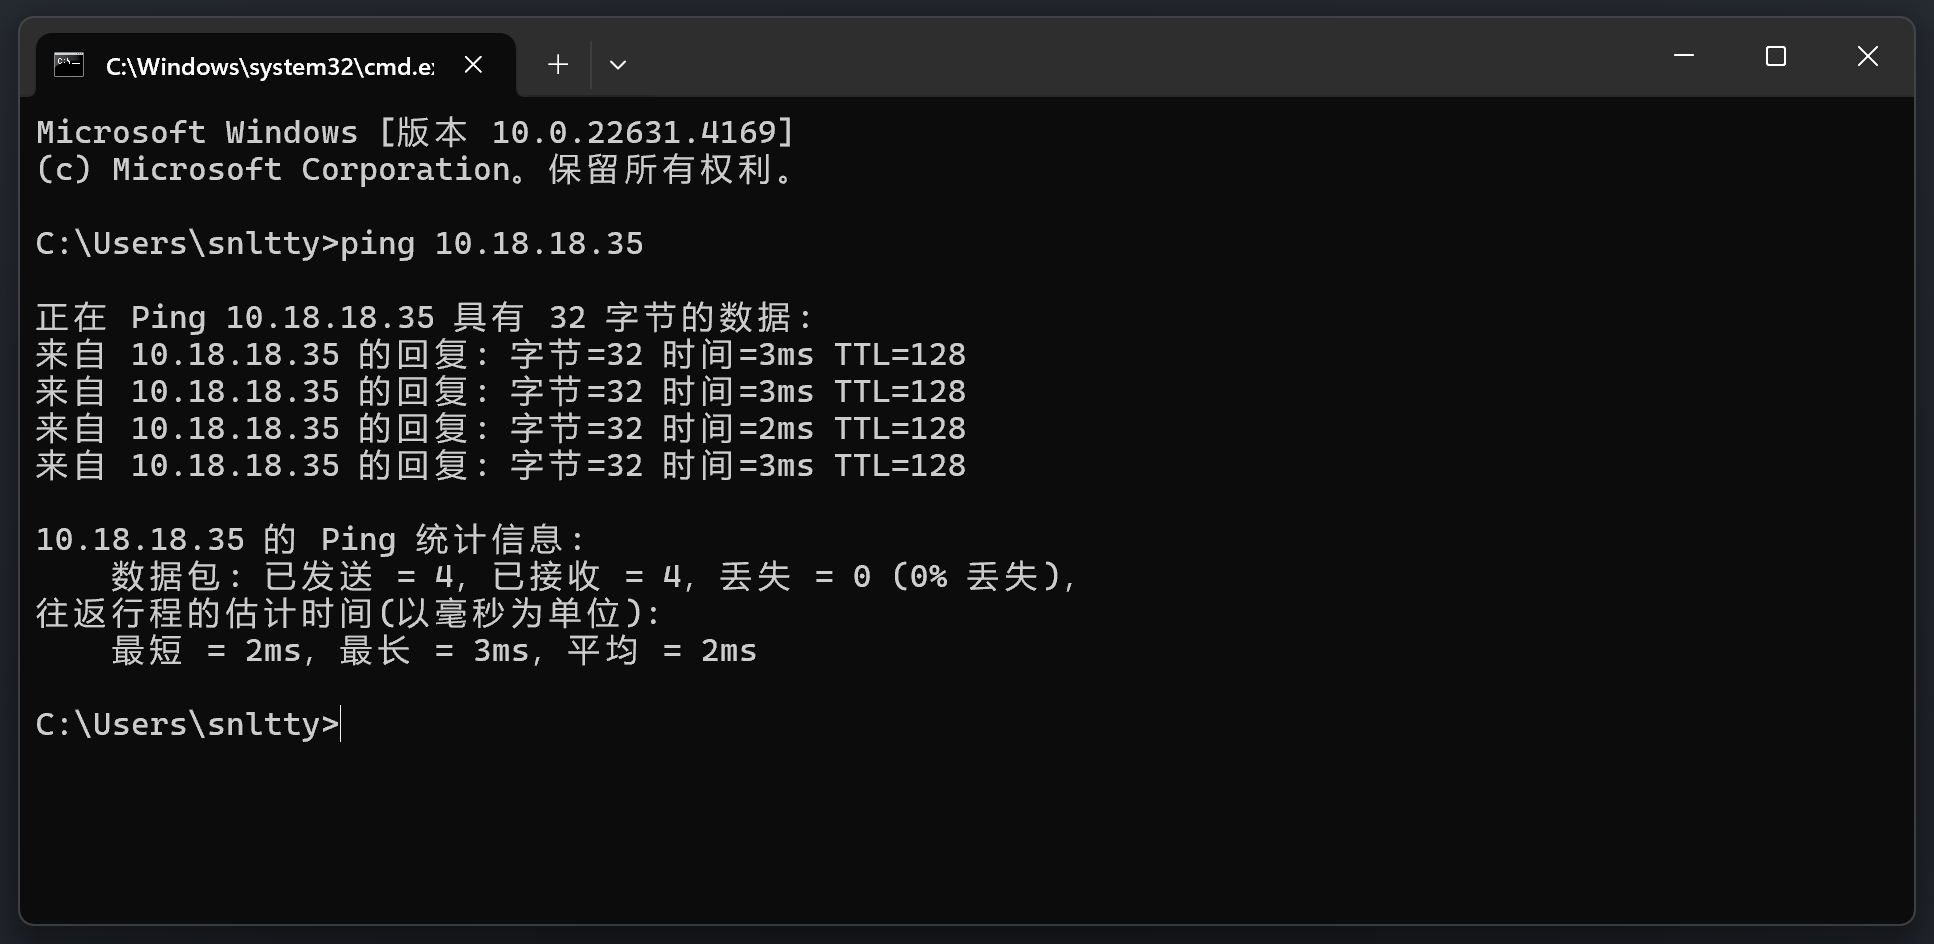 C:\Windows\system32\cmd.e
Microsoft Windows [版本 10.0.22631.4169]
(c) Microsoft Corporation。保留所有权利。
C:\Users\snltty>ping 10.18.18.35
正在 Ping 10.18.18.35 具有 32 字节的数据:
来自 10.18.18.35 的回复: 字节=32 时间=3ms TTL=128
来自 10.18.18.35 的回复: 字节=32 时间=3ms TTL=128
来自 10.18.18.35 的回复: 字节=32 时间=2ms TTL=128
来自 10.18.18.35 的回复: 字节=32 时间=3ms TTL=128
10.18.18.35 的 Ping 统计信息:
数据包: 已发送 = 4，已接收 = 4，丢失 = 0 (0% 丢失)，
往返行程的估计时间(以毫秒为单位):
最短 = 2ms，最长 = 3ms，平均 = 2ms
C:\Users\snltty>